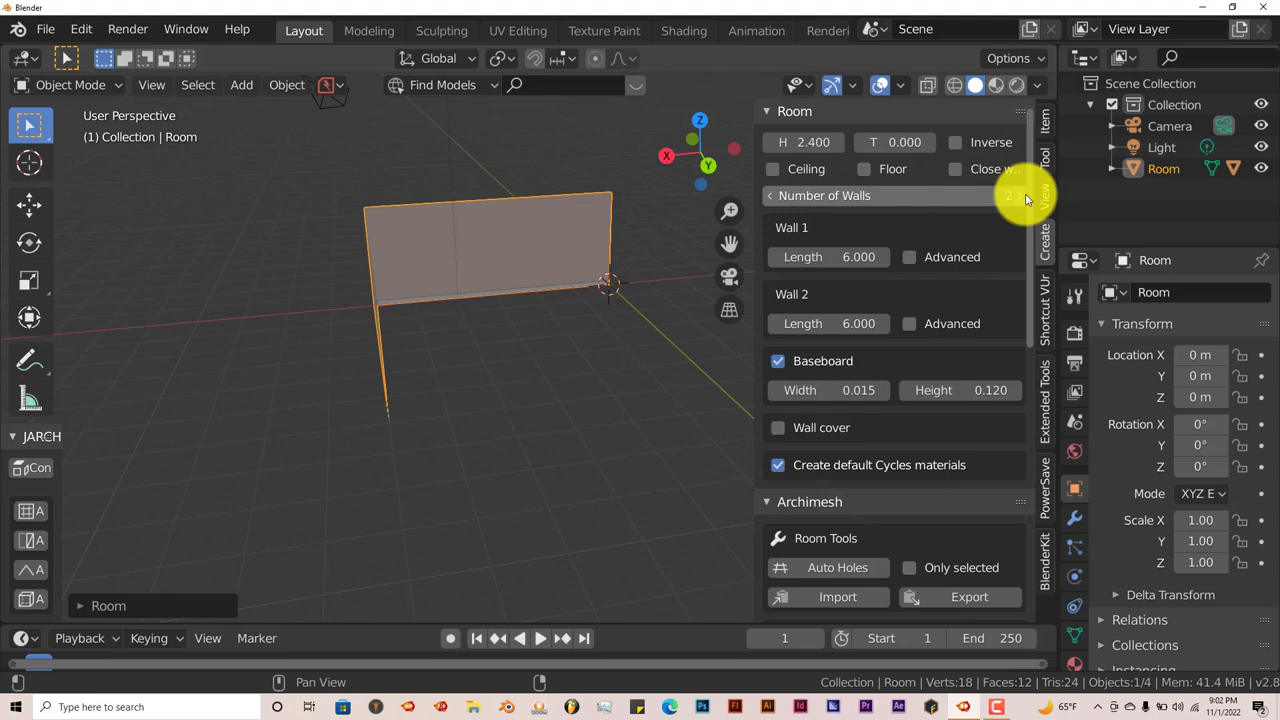 Blender
File Edit Render Window Help Layout Modeling Sculpting UV Editing Texture Paint Shading Animation Renderi Scene View Layer
Global Options
Object Mode View Select Add Object Find Models
User Perspective
(1) Collection | Room
X Y Z
JARCH
Con
A
A
A
A
Room
Room
H 2.400 T 0.000 Inverse
Ceiling Floor Close w...
Number of Walls 2
Wall 1
Length 6.000 Advanced
Wall 2
Length 6.000 Advanced
Baseboard
Width 0.015 Height 0.120
Wall cover
Create default Cycles materials
Archimesh
Room Tools
Auto Holes Only selected
Import Export
Item
Tool
View
Create
Shortcut VUr
Extended Tools
PowerSave
BlenderKit
Scene Collection
Collection
Camera
Light
Room
Room
Room
Transform
Location X 0 m
Y 0 m
Z 0 m
Rotation X 0°
Y 0°
Z 0°
Mode XYZ E
Scale X 1.00
Y 1.00
Z 1.00
Delta Transform
Relations
Collections
Instancing
Playback Keying View Marker 1 Start 1 End 250
Pan View Collection | Room | Verts:18 | Faces:12 | Tris:24 | Objects:1/4 | Mem: 41.4 MiB | v2.8
Type here to search
65°F
9:02 PM
11/1/2022